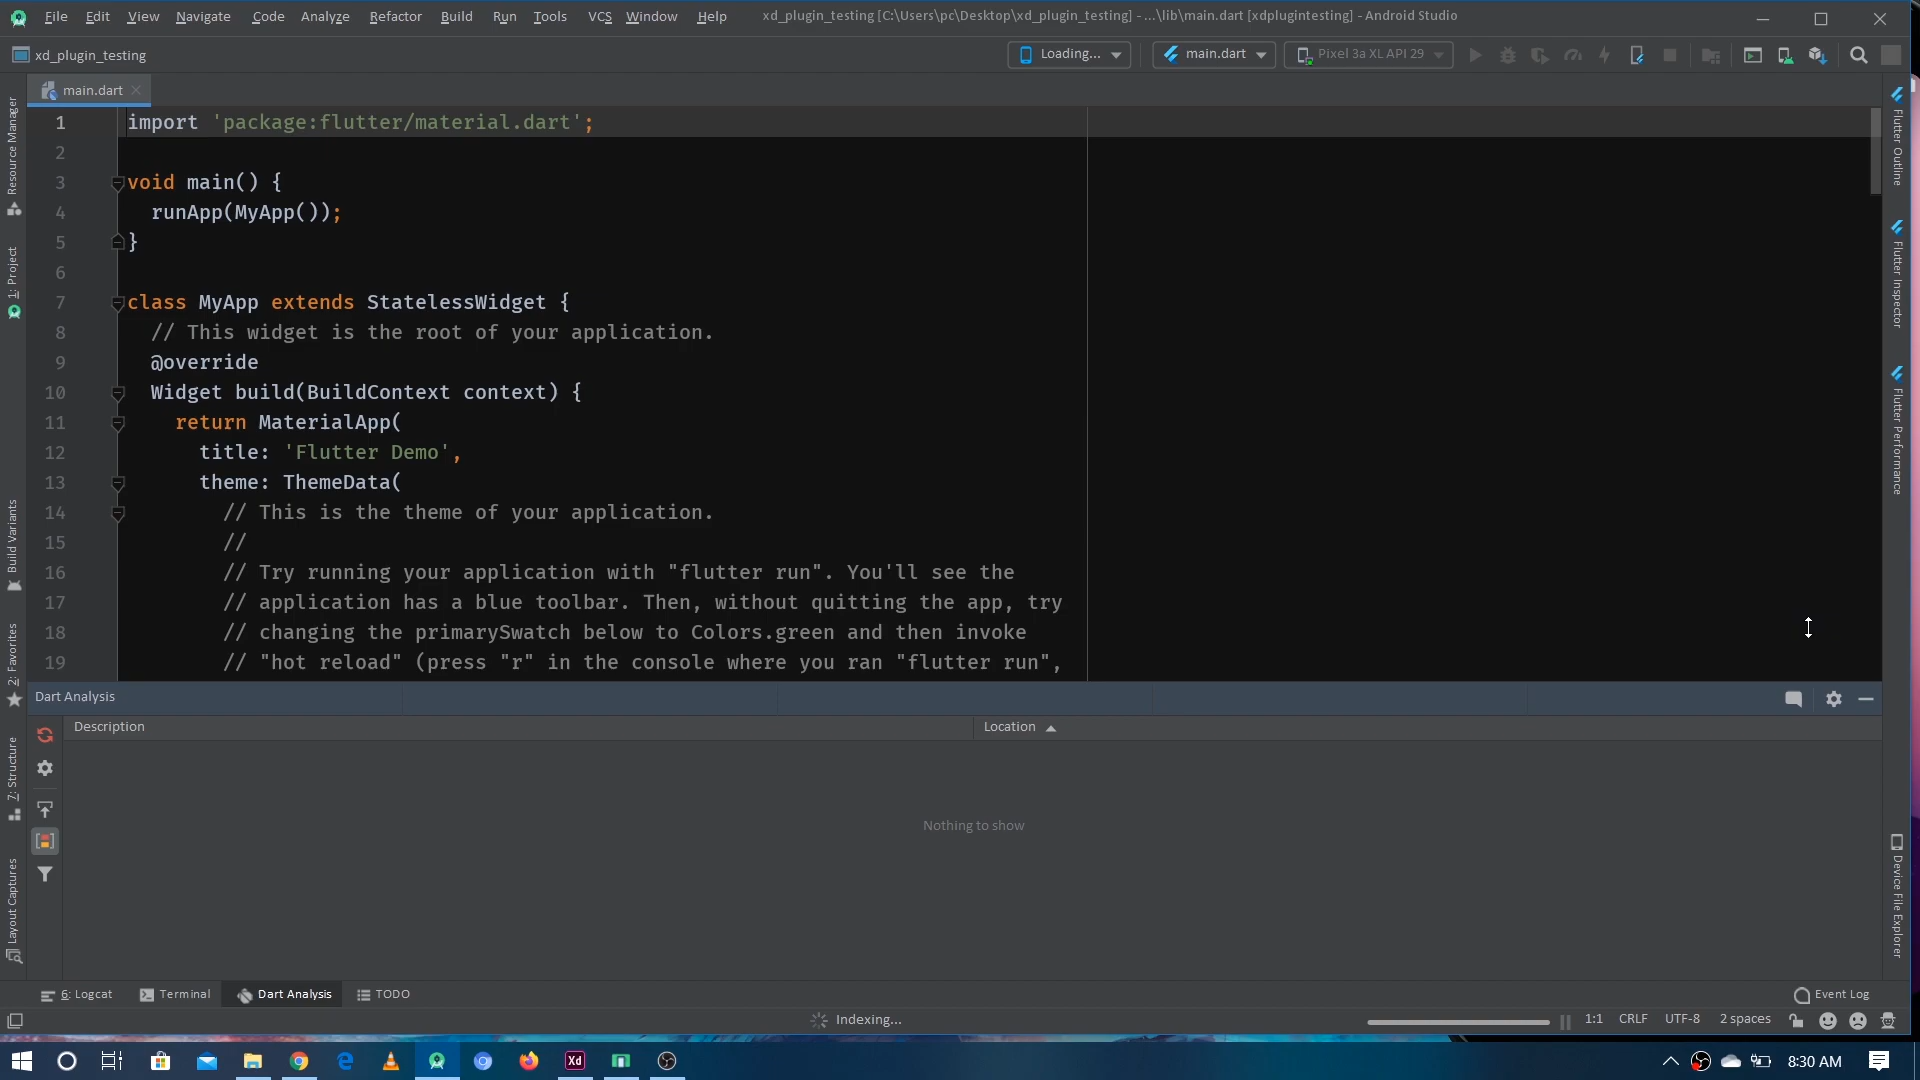 File Edit View Navigate Code Analyze Refactor Build Run Tools VCS Window Help xd_plugin_testing [C:\Users\pc\Desktop\xd_plugin_testing] - ...\lib\main.dart [xdplugintesting] - Android Studio
xd_plugin_testing
Loading...
main.dart
Pixel 3a XL API 29
main.dart
1 import 'package:flutter/material.dart';
2
3 void main() {
4 runApp(MyApp());
5 }
6
7 class MyApp extends StatelessWidget {
8 // This widget is the root of your application.
9 @override
10 Widget build(BuildContext context) {
11 return MaterialApp(
12 title: 'Flutter Demo',
13 theme: ThemeData(
14 // This is the theme of your application.
15 //
16 // Try running your application with "flutter run". You'll see the
17 // application has a blue toolbar. Then, without quitting the app, try
18 // changing the primarySwatch below to Colors.green and then invoke
19 // "hot reload" (press "r" in the console where you ran "flutter run",
Resource Manager
1: Project
Build Variants
2: Favorites
7: Structure
Layout Captures
Flutter Outline
Flutter Inspector
Flutter Performance
Device File Explorer
Dart Analysis
Description Location
Nothing to show
6: Logcat Terminal Dart Analysis TODO Event Log
Indexing... 1:1 CRLF UTF-8 2 spaces
Xd
8:30 AM